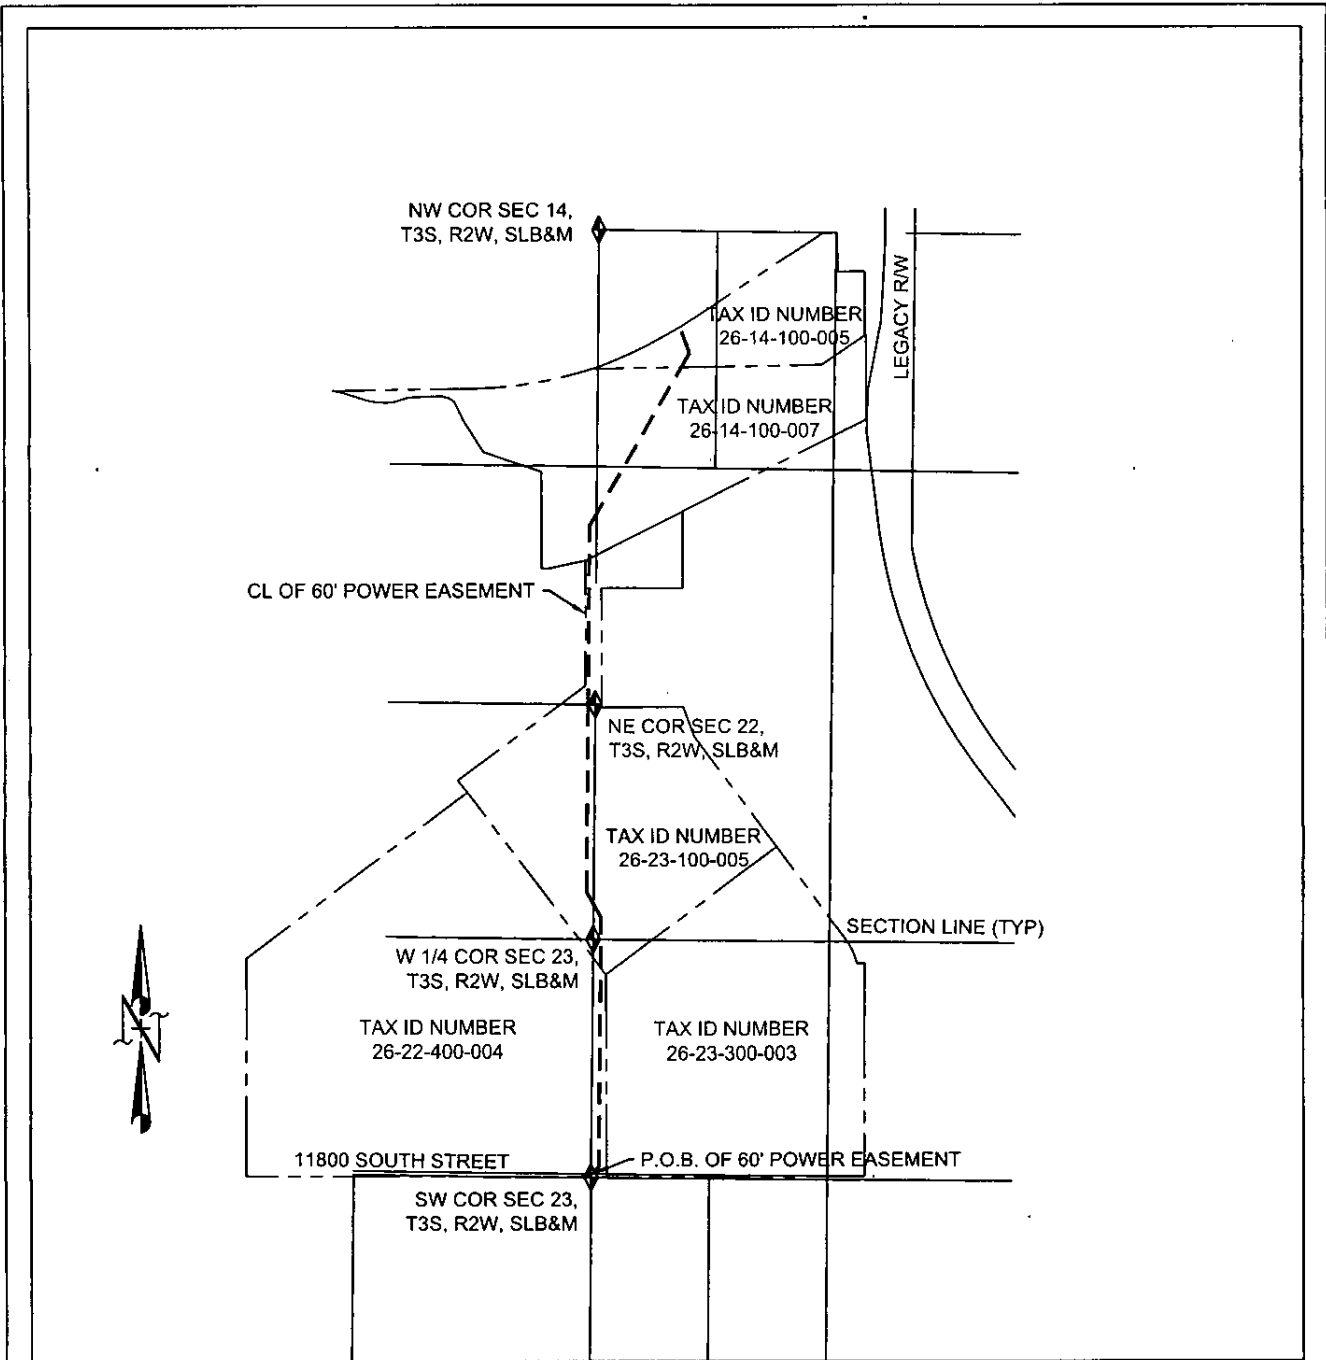 NW COR SEC 14,
T3S, R2W, SLB&M
LEGACY R/W
TAX ID NUMBER
26-14-100-005
TAX ID NUMBER
26-14-100-007
CL OF 60' POWER EASEMENT
NE COR SEC 22,
T3S, R2W, SLB&M
TAX ID NUMBER
26-23-100-005
SECTION LINE (TYP)
W 1/4 COR SEC 23,
T3S, R2W, SLB&M
TAX ID NUMBER
26-22-400-004
TAX ID NUMBER
26-23-300-003
11800 SOUTH STREET
P.O.B. OF 60' POWER EASEMENT
SW COR SEC 23,
T3S, R2W, SLB&M
N